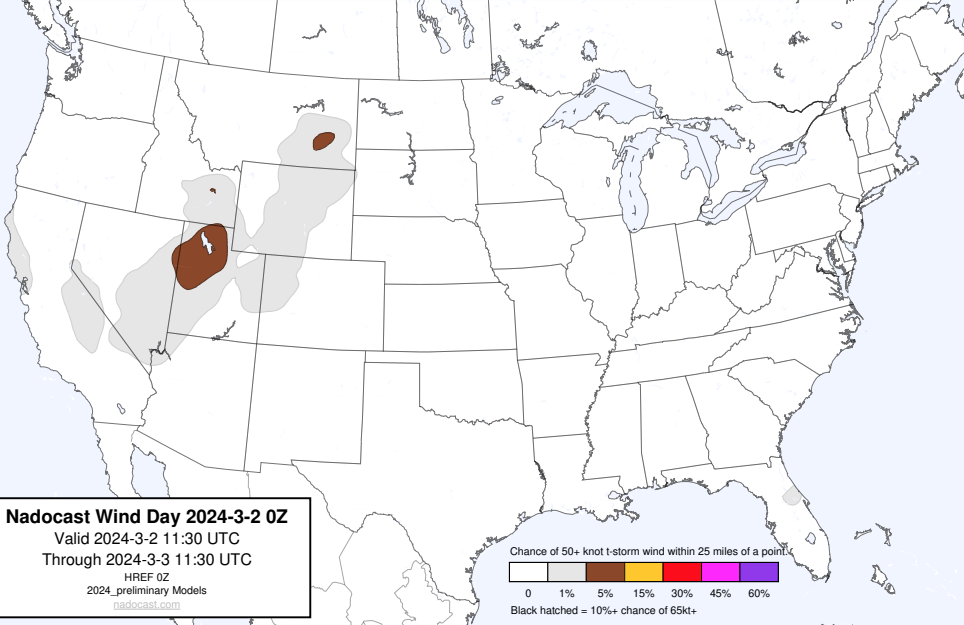 Nadocast Wind Day 2024-3-2 0Z
Valid 2024-3-2 11:30 UTC
Through 2024-3-3 11:30 UTC
HREF 0Z
2024_preliminary Models
nadocast.com
Chance of 50+ knot t-storm wind within 25 miles of a point.
0 1% 5% 15% 30% 45% 60%
Black hatched = 10%+ chance of 65kt+